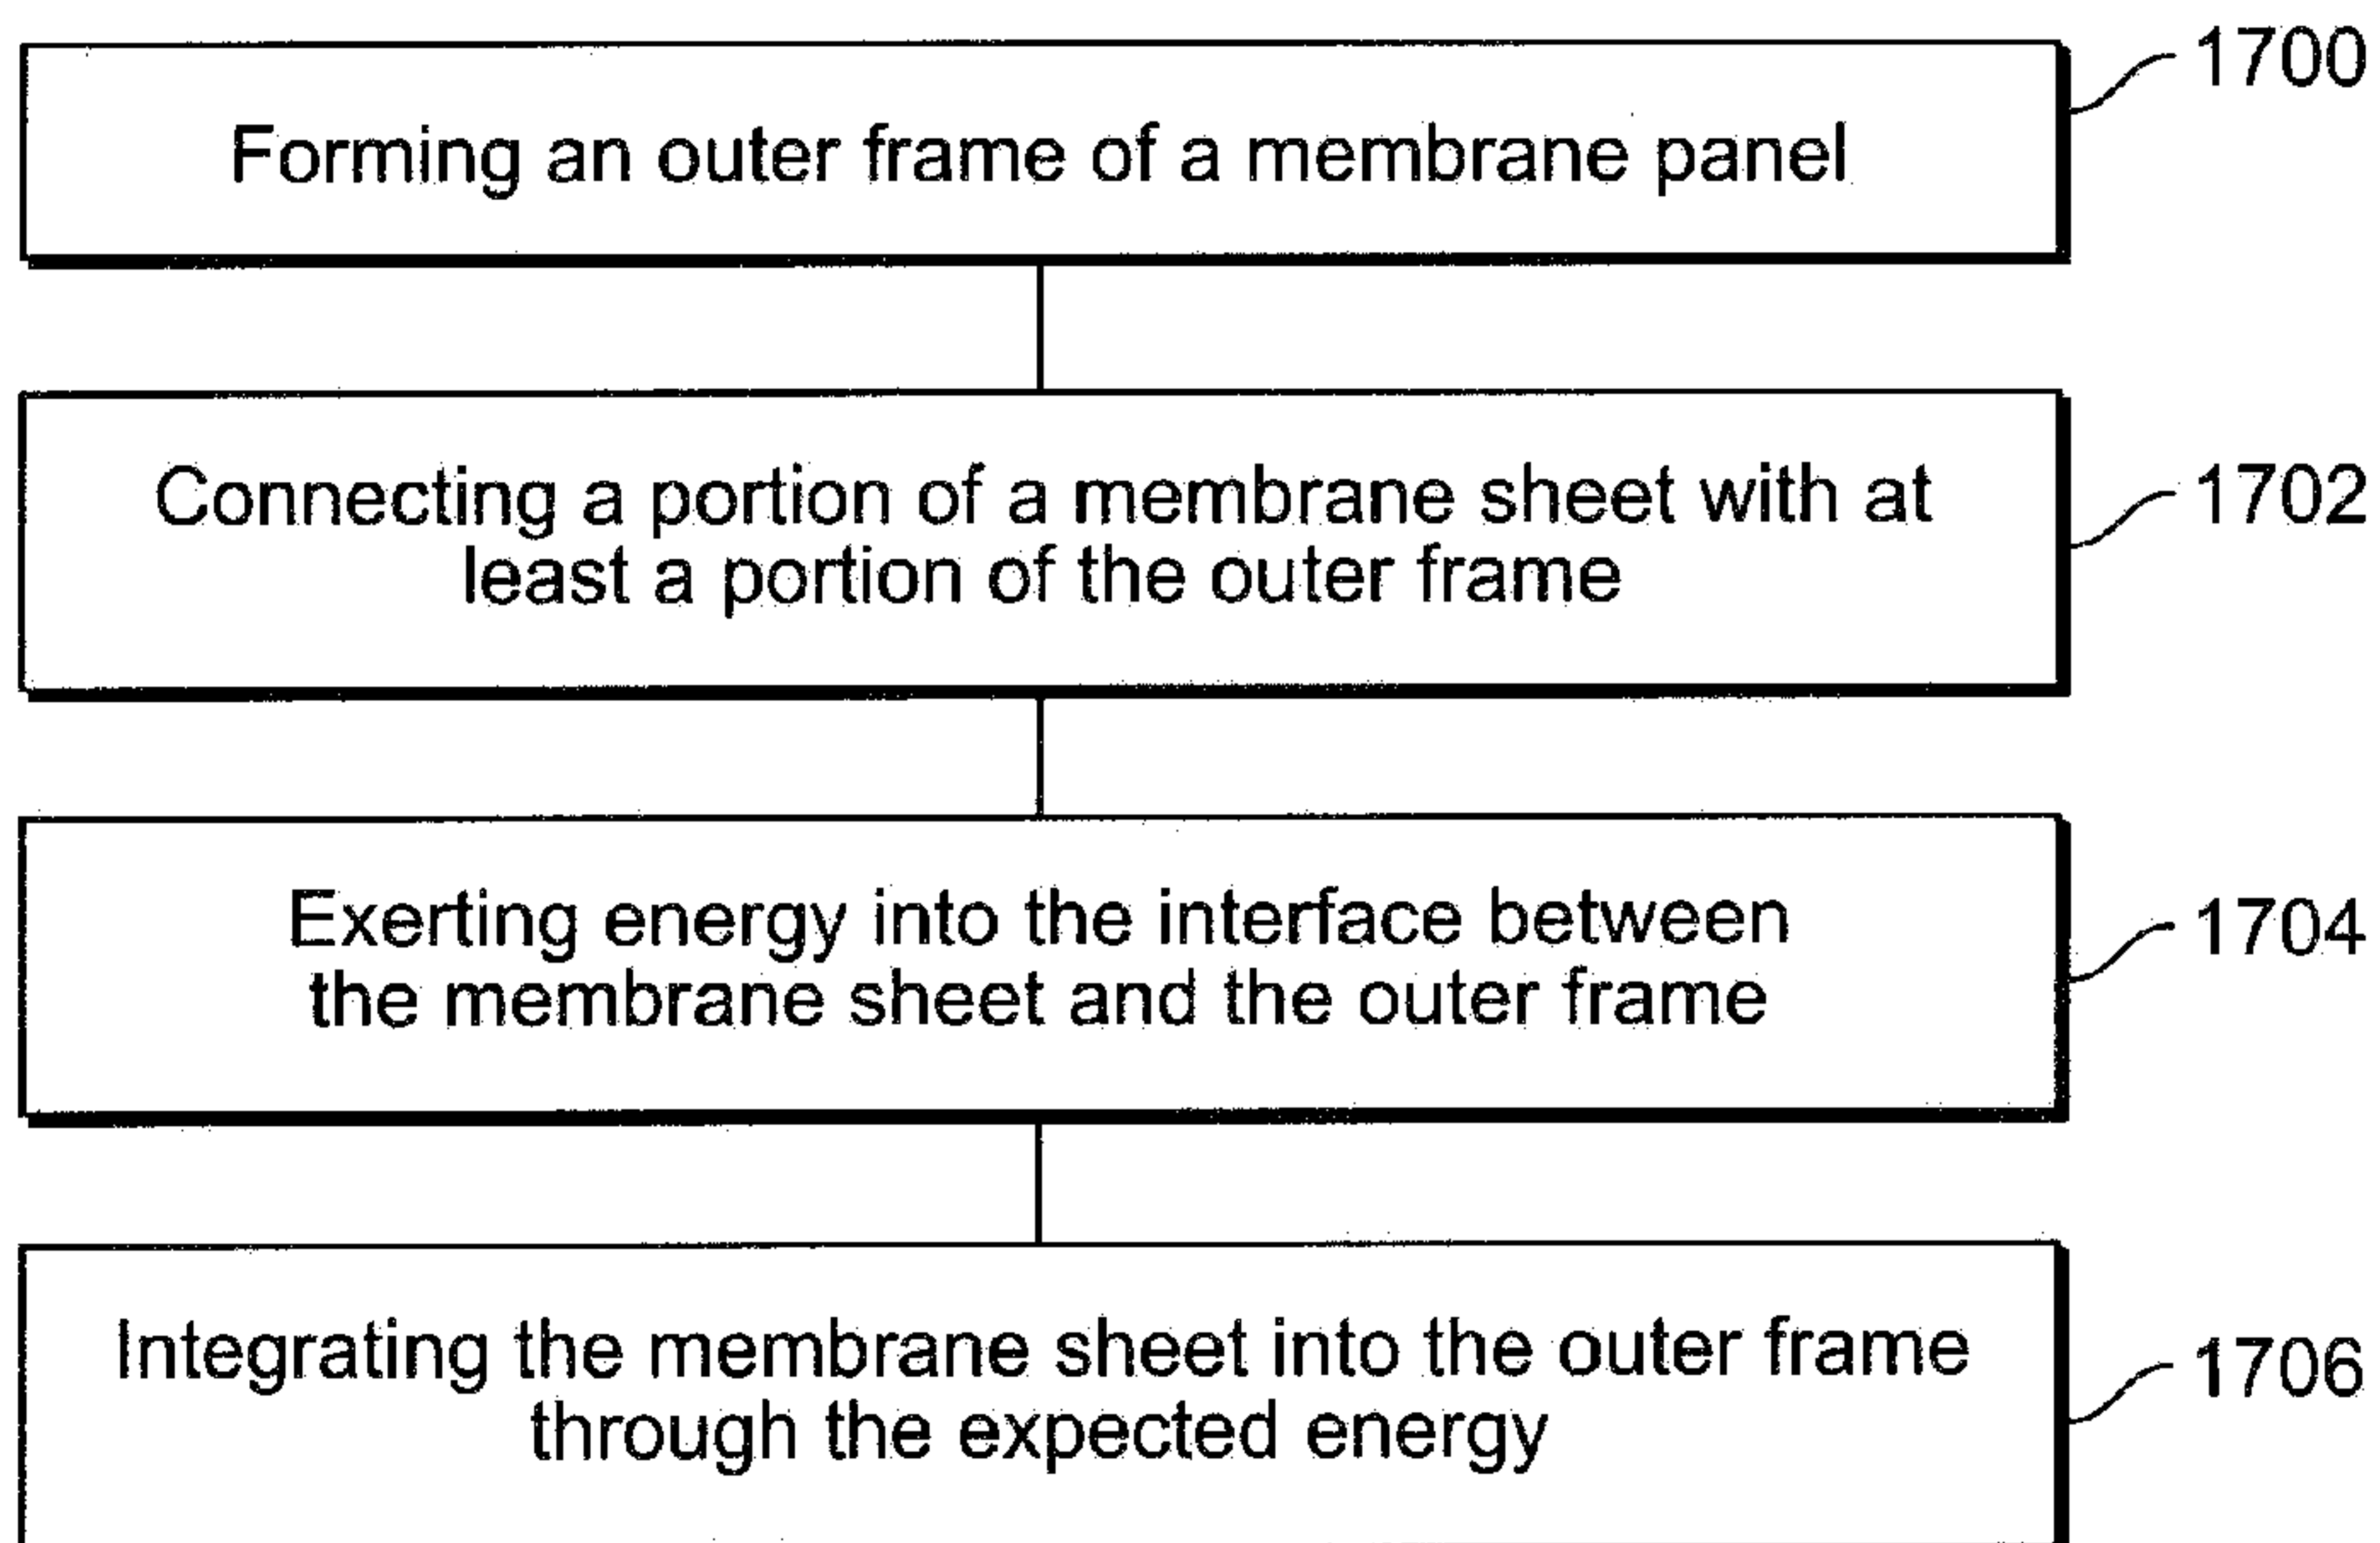 Forming an outer frame of a membrane panel
1700
Connecting a portion of a membrane sheet with at
least a portion of the outer frame
1702
Exerting energy into the interface between
the membrane sheet and the outer frame
1704
Integrating the membrane sheet into the outer frame
through the expected energy
1706